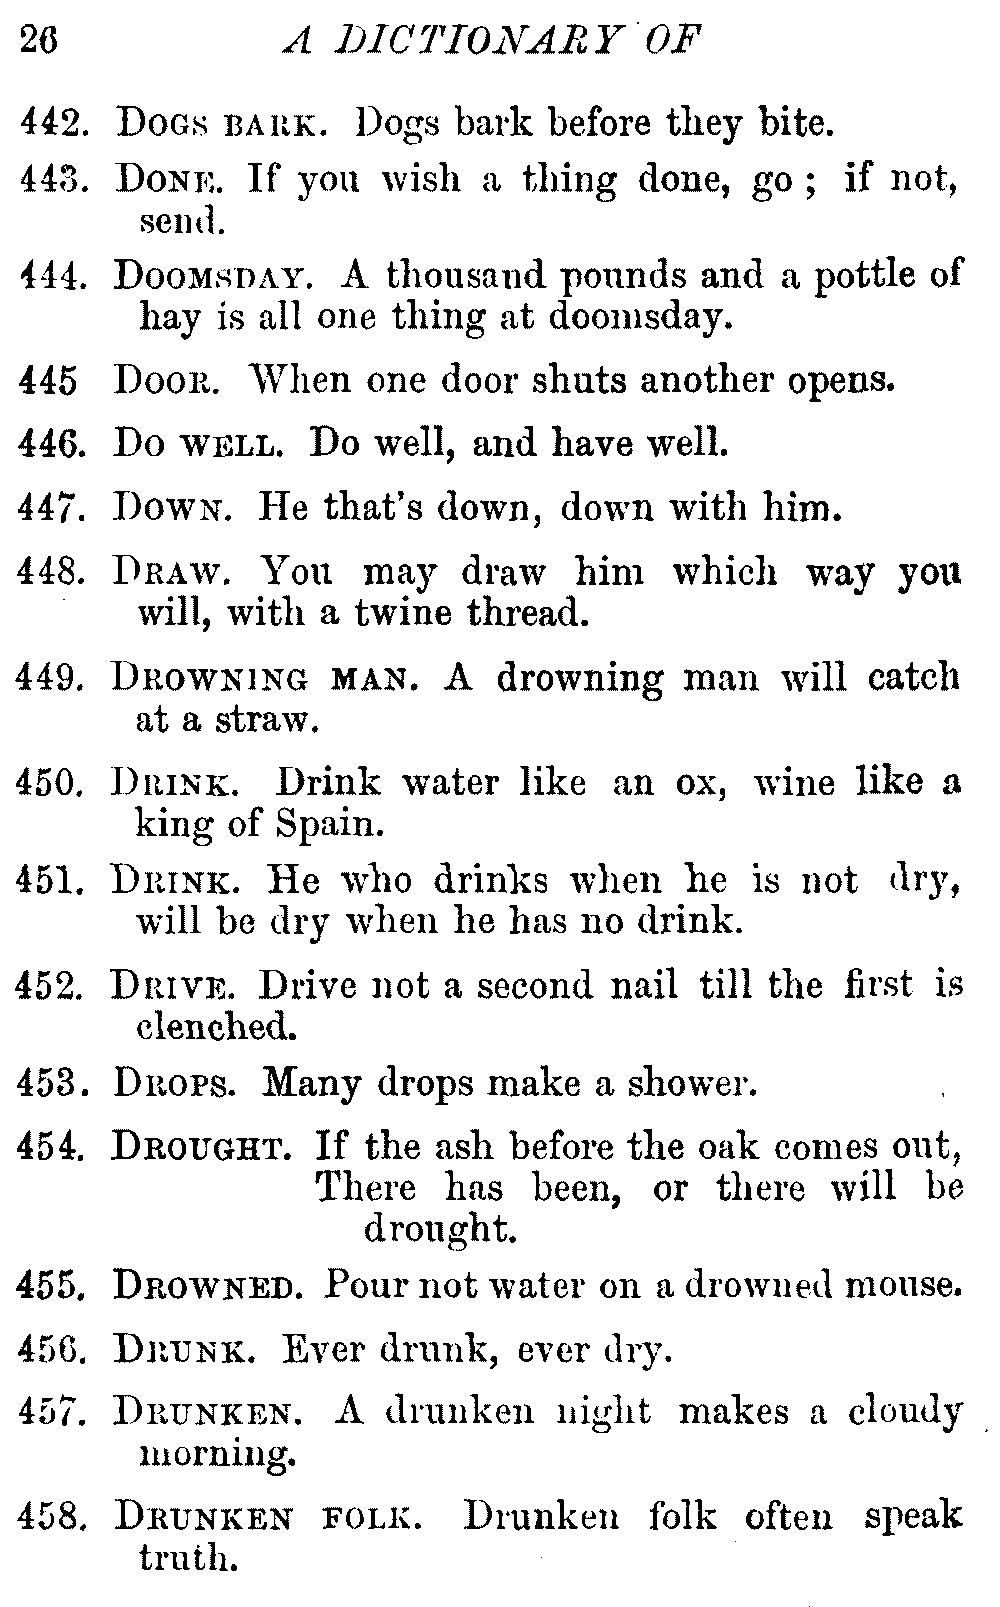 26 A DICTIONARY OF
442. DOGS BARK. Dogs bark before they bite.
443. DONE. If you wish a thing done, go ; if not,
send.
444. DOOMSDAY. A thousand pounds and a pottle of
hay is all one thing at doomsday.
445 DOOR. When one door shuts another opens.
446. DO WELL. Do well, and have well.
447. DOWN. He that's down, down with him.
448. DRAW. You may draw him which way you
will, with a twine thread.
449. DROWNING MAN. A drowning man will catch
at a straw.
450. DRINK. Drink water like an ox, wine like a
king of Spain.
451. DRINK. He who drinks when he is not dry,
will be dry when he has no drink.
452. DRIVE. Drive not a second nail till the first is
clenched.
453. DROPS. Many drops make a shower.
454. DROUGHT. If the ash before the oak comes out,
There has been, or there will be
drought.
455. DROWNED. Pour not water on a drowned mouse.
456. DRUNK. Ever drunk, ever dry.
457. DRUNKEN. A drunken night makes a cloudy
morning.
458. DRUNKEN FOLK. Drunken folk often speak
truth.